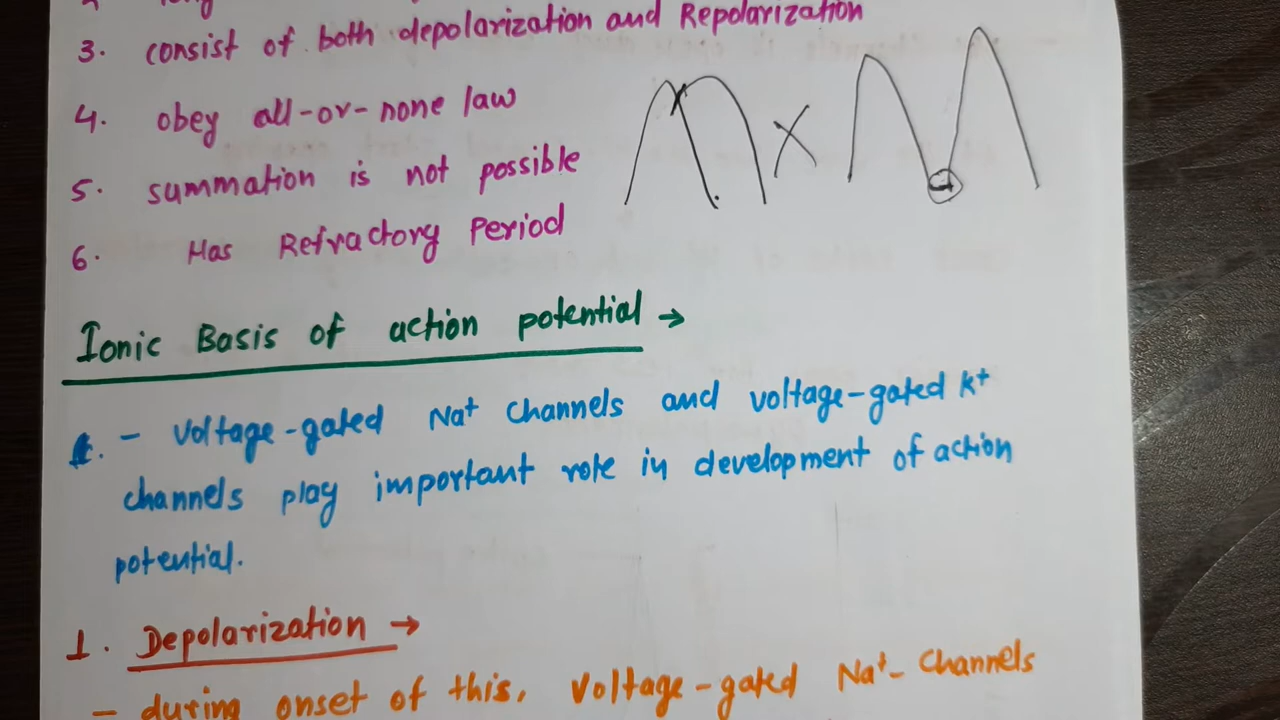 3. consist of both depolarization and Repolarization
4. obey all-or-none law
5. summation is not possible
6. Has Refractory Period
Ionic Basis of action potential →
- Voltage-gated Na+ channels and voltage-gated K+
channels play important role in development of action
potential.
1. Depolarization →
- during onset of this, Voltage-gated Na+- Channels